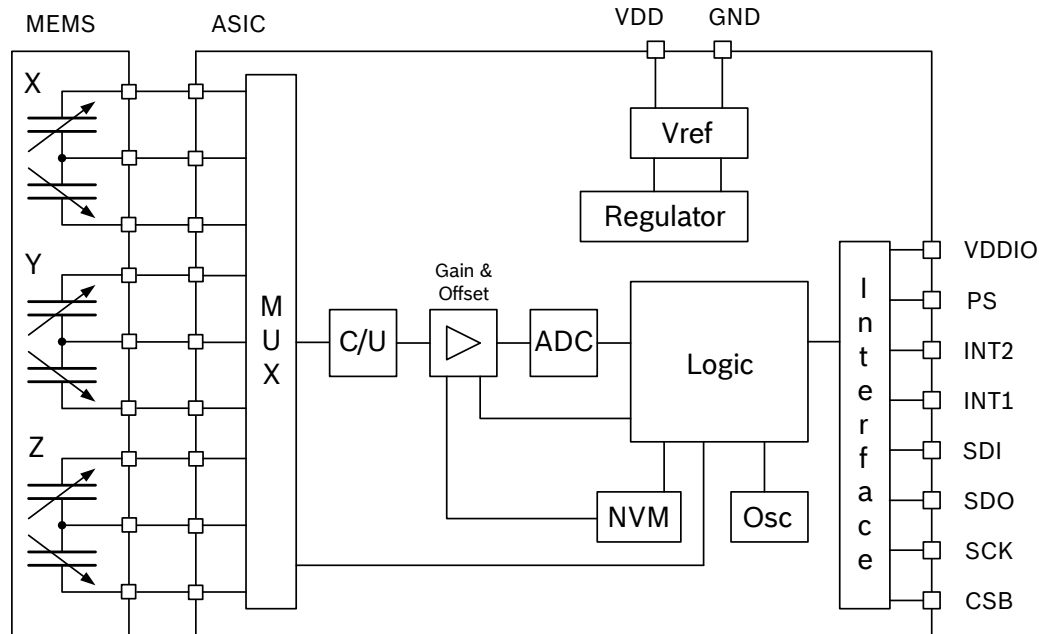 MEMS
ASIC
VDD
GND
X
Vref
Regulator
Y
Gain &
Offset
M
U
X
C/U
ADC
Logic
I
n
t
e
r
f
a
c
e
VDDIO
PS
INT2
INT1
SDI
SDO
SCK
CSB
Z
NVM
Osc